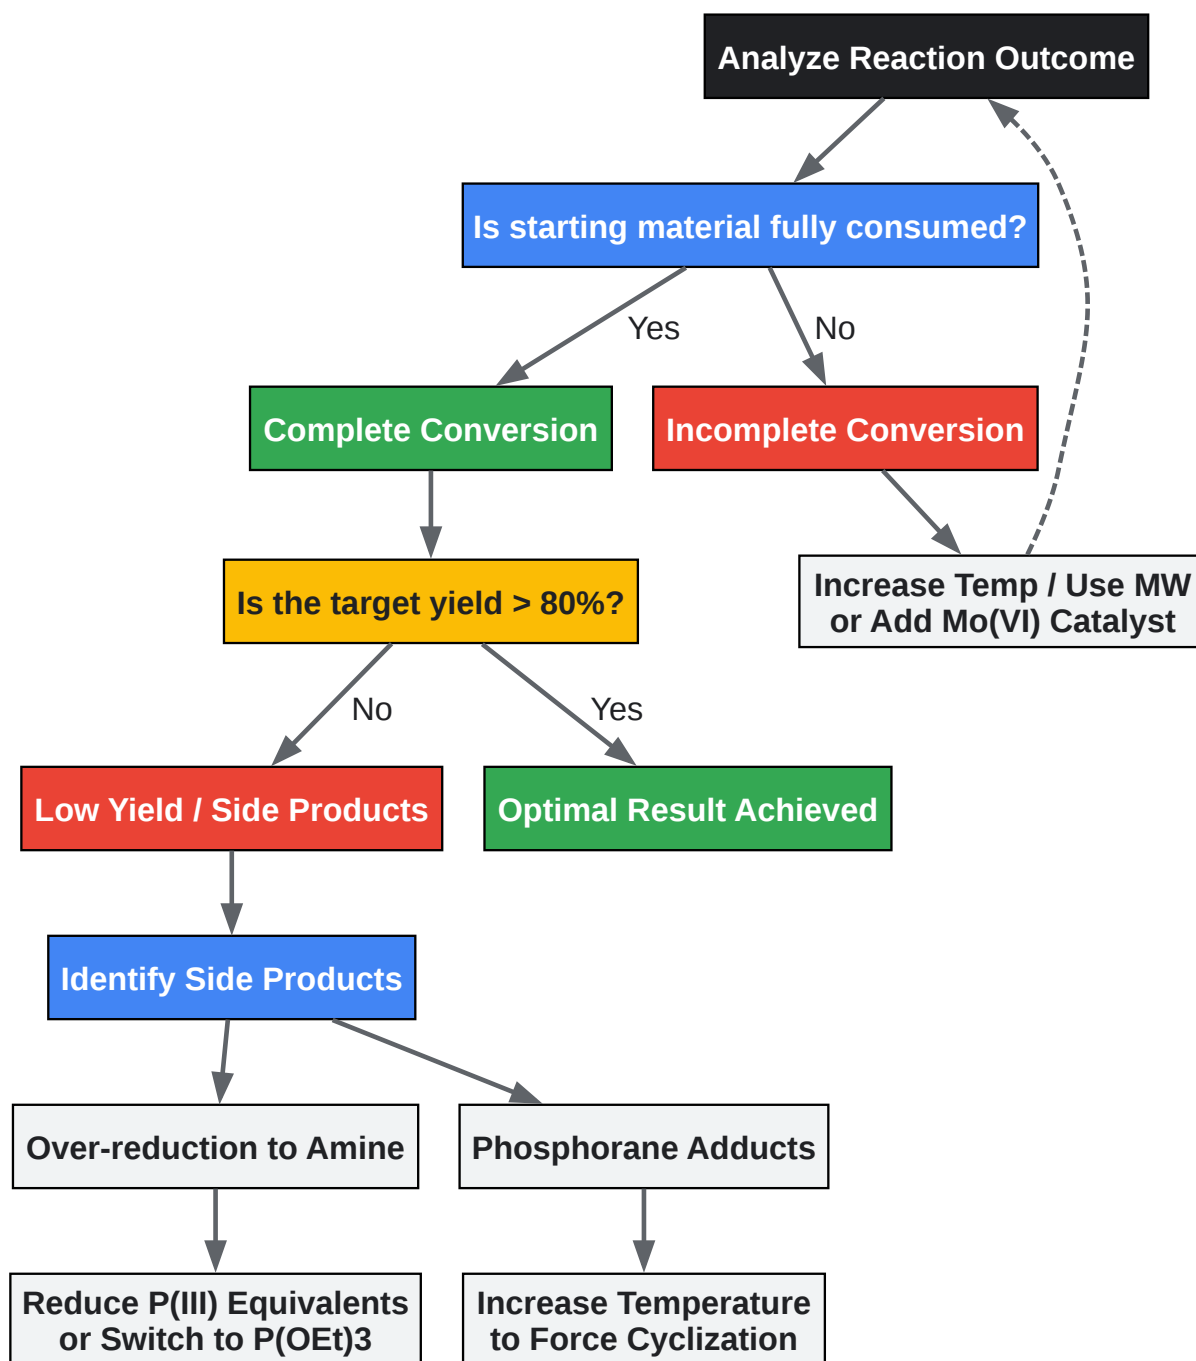 Analyze Reaction Outcome
Is starting material fully consumed?
Yes
No
Complete Conversion
Incomplete Conversion
Increase Temp / Use MW
or Add Mo(VI) Catalyst
Is the target yield > 80%?
No
Yes
Low Yield / Side Products
Optimal Result Achieved
Identify Side Products
Over-reduction to Amine
Phosphorane Adducts
Reduce P(III) Equivalents
or Switch to P(OEt)3
Increase Temperature
to Force Cyclization